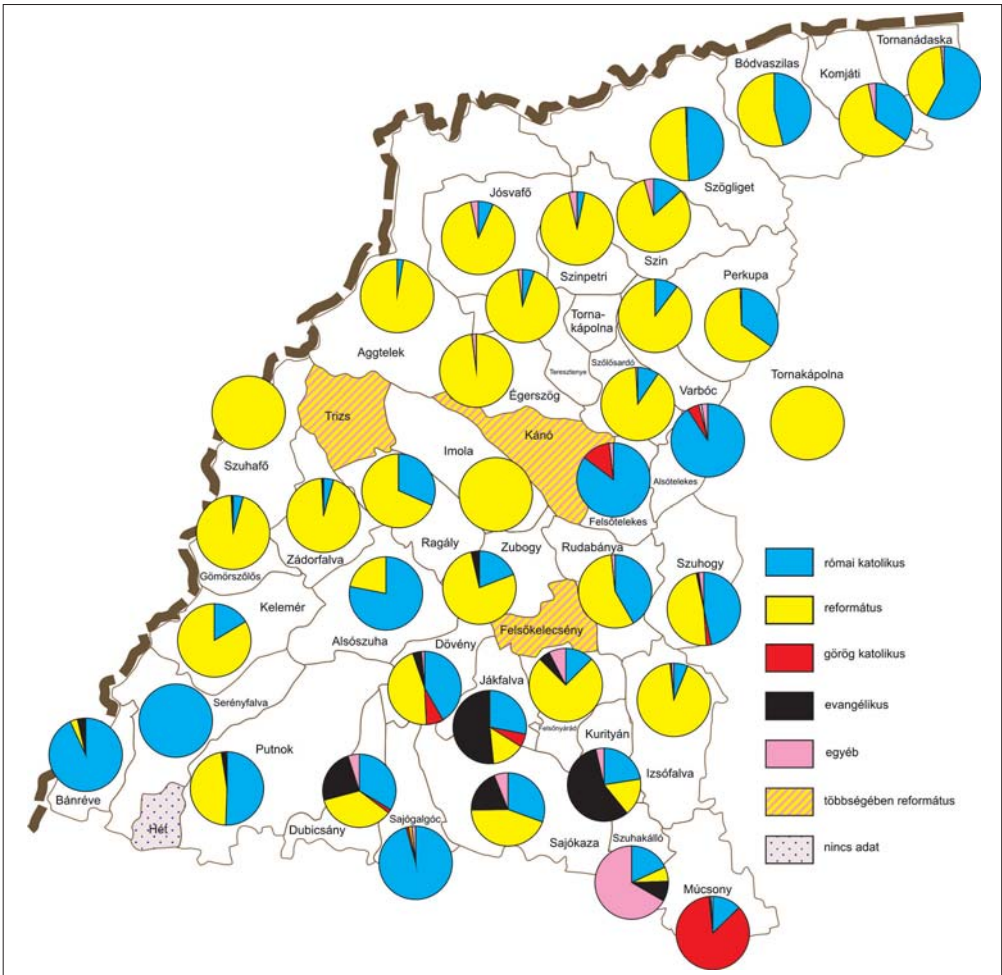 Tornanádaska
Bódvaszilas
Komjáti
Szögliget
Jósvafő
Szinpetri
Szin
Perkupa
Torna-
kápolna
Aggtelek
Teresztenye
Szőlősardó
Égerszög
Varbóc
Tornakápolna
Trizs
Kánó
Imola
Szuhafő
Alsótelekes
Felsőtelekes
Zádorfalva
Ragály
Zubogy
Rudabánya
Szuhogy
Gömörszőlős
Kelemér
Alsószuha
Felsőkelecsény
Dövény
Jákfalva
Serényfalva
Felsőnyárád
Kurityán
Putnok
Izsófalva
Bánréve
Hét
Dubicsány
Sajógalgóc
Sajókaza
Szuhakálló
Múcsony
római katolikus
református
görög katolikus
evangélikus
egyéb
többségében református
nincs adat